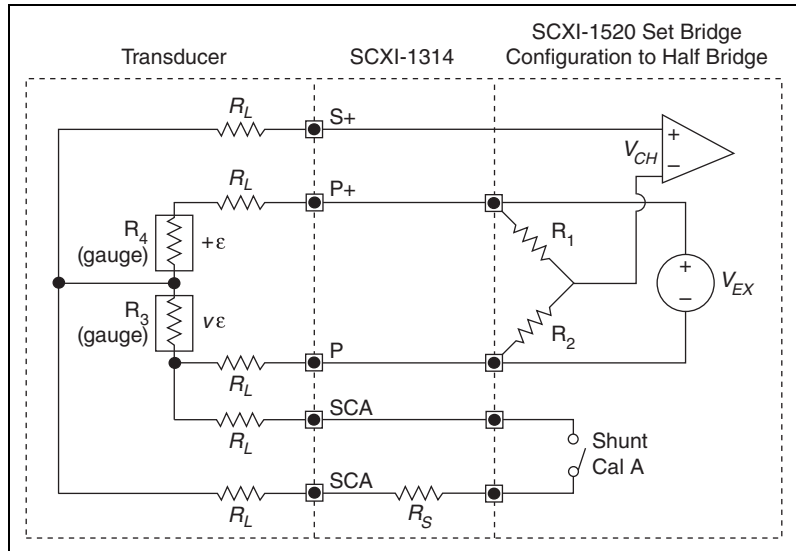 Transducer
SCXI-1314
SCXI-1520 Set Bridge
Configuration to Half Bridge
R_L
S+
+
V_CH
–
R_L
P+
R_4
(gauge)
+ε
R_1
+
V_EX
–
R_3
(gauge)
vε
R_2
P
R_L
SCA
R_L
Shunt
Cal A
SCA
R_L
R_S